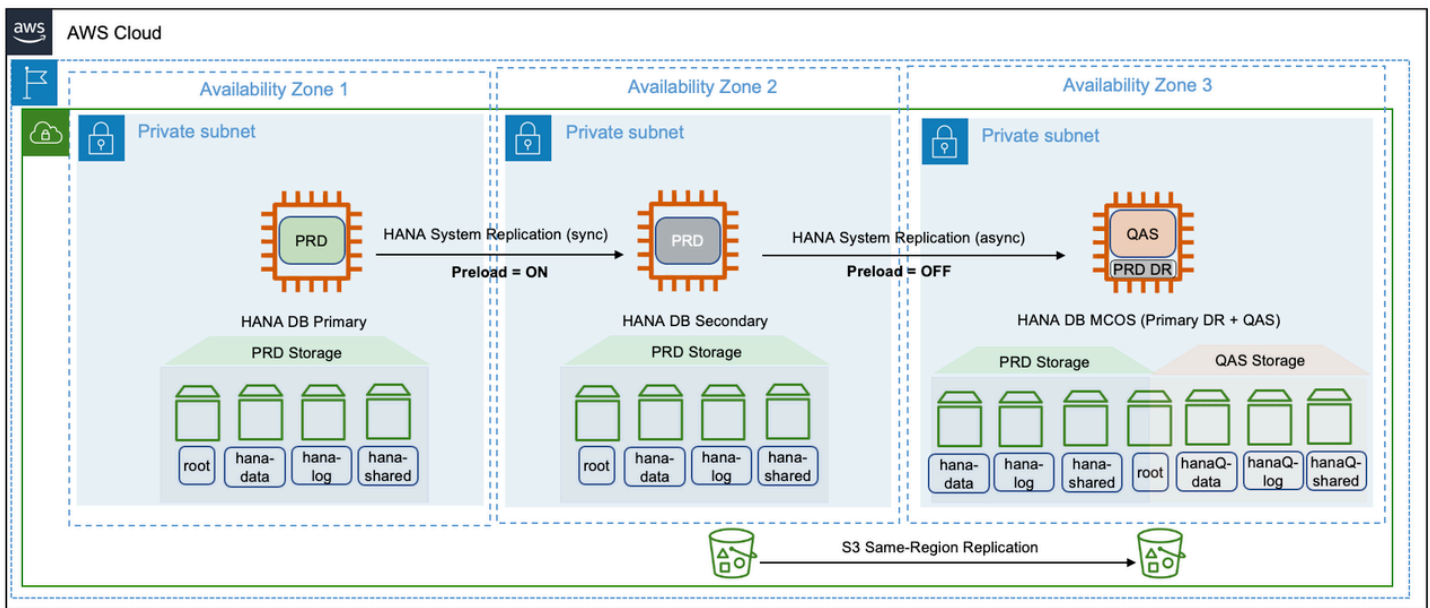 aws
AWS Cloud
Availability Zone 1
Availability Zone 2
Availability Zone 3
Private subnet
Private subnet
Private subnet
PRD
HANA System Replication (sync)
Preload = ON
PRD
HANA System Replication (async)
Preload = OFF
QAS
PRD DR
HANA DB Primary
HANA DB Secondary
HANA DB MCOS (Primary DR + QAS)
PRD Storage
PRD Storage
PRD Storage
QAS Storage
root
hana-
data
hana-
log
hana-
shared
root
hana-
data
hana-
log
hana-
shared
hana-
data
hana-
log
hana-
shared
root
hanaQ-
data
hanaQ-
log
hanaQ-
shared
S3 Same-Region Replication